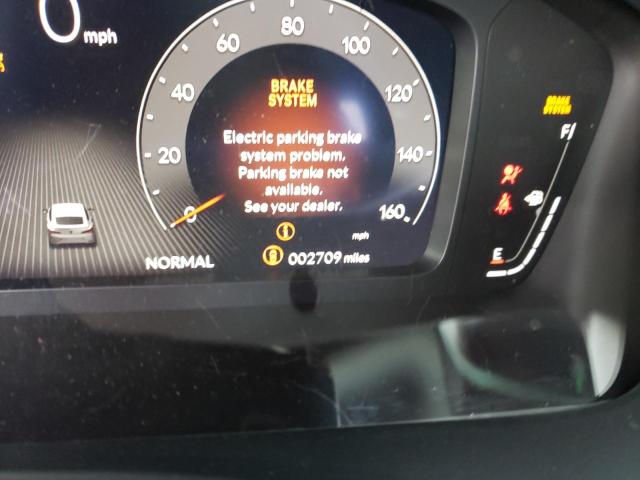 0 mph
80
60
100
40
120
BRAKE
SYSTEM
BRAKE
SYSTEM
F
Electric parking brake
system problem.
Parking brake not
available.
See your dealer.
20
140
0
160
mph
E
NORMAL
002709 miles